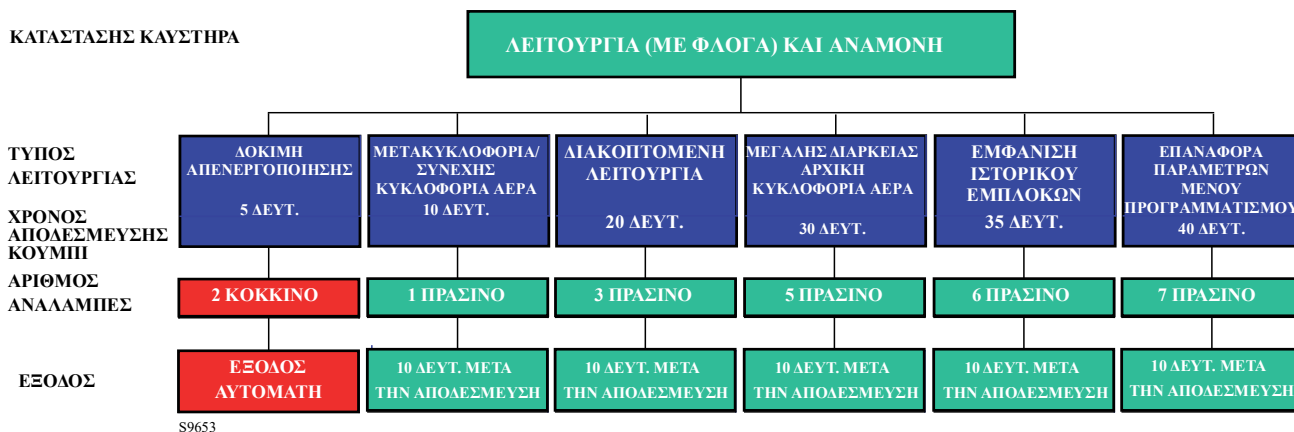 ΚΑΤΑΣΤΑΣΗΣ ΚΑΥΣΤΗΡΑ
ΛΕΙΤΟΥΡΓΙΑ (ΜΕ ΦΛΟΓΑ) ΚΑΙ ΑΝΑΜΟΝΗ
ΤΥΠΟΣ
ΛΕΙΤΟΥΡΓΙΑΣ
ΧΡΟΝΟΣ
ΑΠΟΔΕΣΜΕΥΣΗΣ
ΚΟΥΜΠΙ
ΔΟΚΙΜΗ
ΑΠΕΝΕΡΓΟΠΟΙΗΣΗΣ
5 ΔΕΥΤ.
ΜΕΤΑΚΥΚΛΟΦΟΡΙΑ/
ΣΥΝΕΧΗΣ
ΚΥΚΛΟΦΟΡΙΑ ΑΕΡΑ
10 ΔΕΥΤ.
ΔΙΑΚΟΠΤΟΜΕΝΗ
ΛΕΙΤΟΥΡΓΙΑ
20 ΔΕΥΤ.
ΜΕΓΑΛΗΣ ΔΙΑΡΚΕΙΑΣ
ΑΡΧΙΚΗ
ΚΥΚΛΟΦΟΡΙΑ ΑΕΡΑ
30 ΔΕΥΤ.
ΕΜΦΑΝΙΣΗ
ΙΣΤΟΡΙΚΟΥ
ΕΜΠΛΟΚΩΝ
35 ΔΕΥΤ.
ΕΠΑΝΑΦΟΡΑ
ΠΑΡΑΜΕΤΡΩΝ
ΜΕΝΟΥ
ΠΡΟΓΡΑΜΜΑΤΙΣΜΟΥ
40 ΔΕΥΤ.
ΑΡΙΘΜΟΣ
ΑΝΑΛΑΜΠΕΣ
2 ΚΟΚΚΙΝΟ
1 ΠΡΑΣΙΝΟ
3 ΠΡΑΣΙΝΟ
5 ΠΡΑΣΙΝΟ
6 ΠΡΑΣΙΝΟ
7 ΠΡΑΣΙΝΟ
ΕΞΟΔΟΣ
ΕΞΟΔΟΣ
ΑΥΤΟΜΑΤΗ
10 ΔΕΥΤ. ΜΕΤΑ
ΤΗΝ ΑΠΟΔΕΣΜΕΥΣΗ
10 ΔΕΥΤ. ΜΕΤΑ
ΤΗΝ ΑΠΟΔΕΣΜΕΥΣΗ
10 ΔΕΥΤ. ΜΕΤΑ
ΤΗΝ ΑΠΟΔΕΣΜΕΥΣΗ
10 ΔΕΥΤ. ΜΕΤΑ
ΤΗΝ ΑΠΟΔΕΣΜΕΥΣΗ
10 ΔΕΥΤ. ΜΕΤΑ
ΤΗΝ ΑΠΟΔΕΣΜΕΥΣΗ
S9653